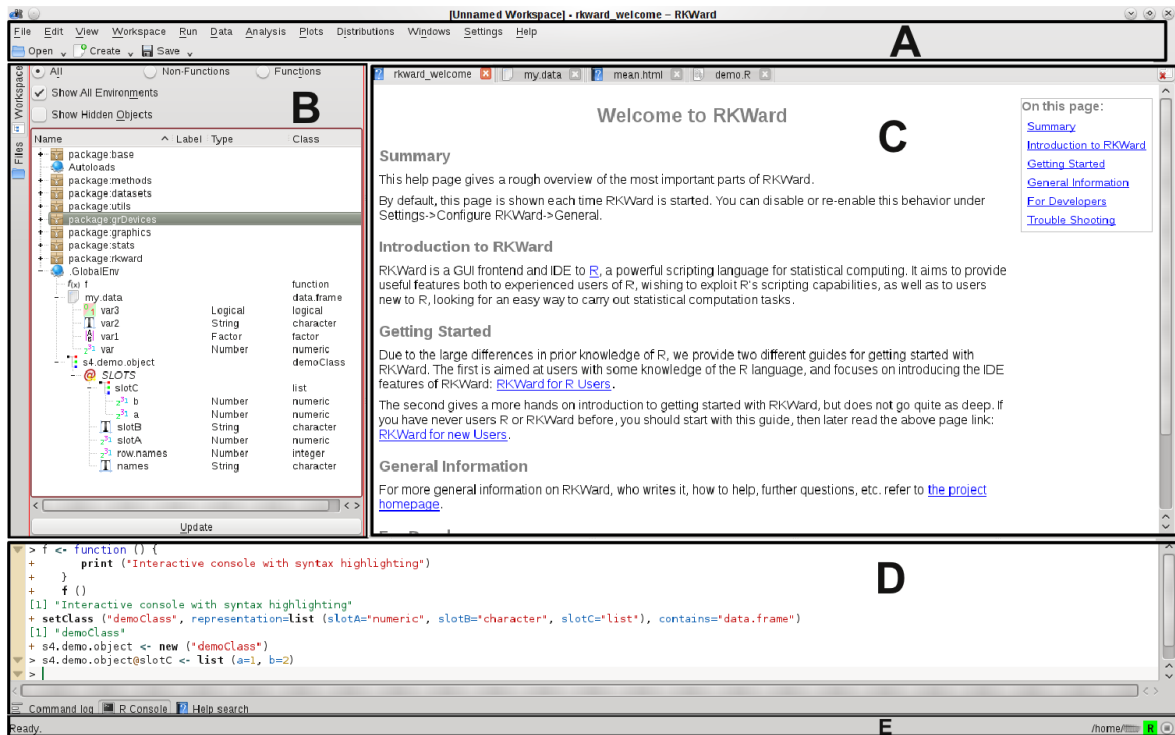 [Unnamed Workspace] - rkward_welcome – RKWard
File Edit View Workspace Run Data Analysis Plots Distributions Windows Settings Help
Open Create Save
A
Workspace
Files
All Non-Functions Functions
Show All Environments
Show Hidden Objects
B
Name Label Type Class
package:base
Autoloads
package:methods
package:datasets
package:utils
package:grDevices
package:graphics
package:stats
package:rkward
.GlobalEnv
f(x) f function
my.data data.frame
var3 Logical logical
var2 String character
var1 Factor factor
var Number numeric
s4.demo.object demoClass
SLOTS
slotC list
b Number numeric
a Number numeric
slotB String character
slotA Number numeric
row.names Number integer
names String character
Update
rkward_welcome my.data mean.html demo.R
Welcome to RKWard
C
On this page:
Summary
Introduction to RKWard
Getting Started
General Information
For Developers
Trouble Shooting
Summary
This help page gives a rough overview of the most important parts of RKWard.
By default, this page is shown each time RKWard is started. You can disable or re-enable this behavior under
Settings->Configure RKWard->General.
Introduction to RKWard
RKWard is a GUI frontend and IDE to R, a powerful scripting language for statistical computing. It aims to provide
useful features both to experienced users of R, wishing to exploit R's scripting capabilities, as well as to users
new to R, looking for an easy way to carry out statistical computation tasks.
Getting Started
Due to the large differences in prior knowledge of R, we provide two different guides for getting started with
RKWard. The first is aimed at users with some knowledge of the R language, and focuses on introducing the IDE
features of RKWard: RKWard for R Users.
The second gives a more hands on introduction to getting started with RKWard, but does not go quite as deep. If
you have never users R or RKWard before, you should start with this guide, then later read the above page link:
RKWard for new Users.
General Information
For more general information on RKWard, who writes it, how to help, further questions, etc. refer to the project
homepage.
> f <- function () {
+ print ("Interactive console with syntax highlighting")
+ }
+ f ()
[1] "Interactive console with syntax highlighting"
+ setClass ("demoClass", representation=list (slotA="numeric", slotB="character", slotC="list"), contains="data.frame")
[1] "demoClass"
+ s4.demo.object <- new ("demoClass")
> s4.demo.object@slotC <- list (a=1, b=2)
>
D
Command log R Console Help search
Ready. E /home/ R